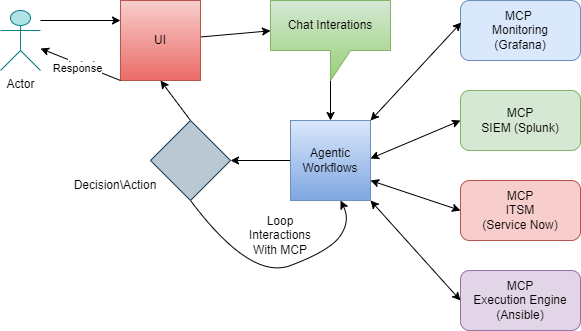 Actor
Response
UI
Chat Interations
Agentic
Workflows
Decision\Action
Loop
Interactions
With MCP
MCP
Monitoring
(Grafana)
MCP
SIEM (Splunk)
MCP
ITSM
(Service Now)
MCP
Execution Engine
(Ansible)